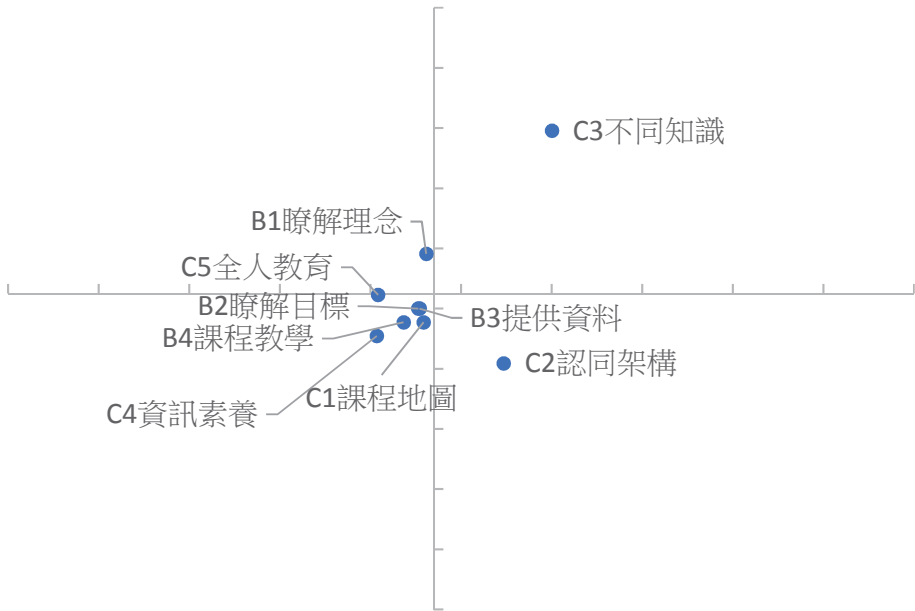 C3不同知識
B1瞭解理念
C5全人教育
B2瞭解目標
B3提供資料
B4課程教學
C2認同架構
C1課程地圖
C4資訊素養